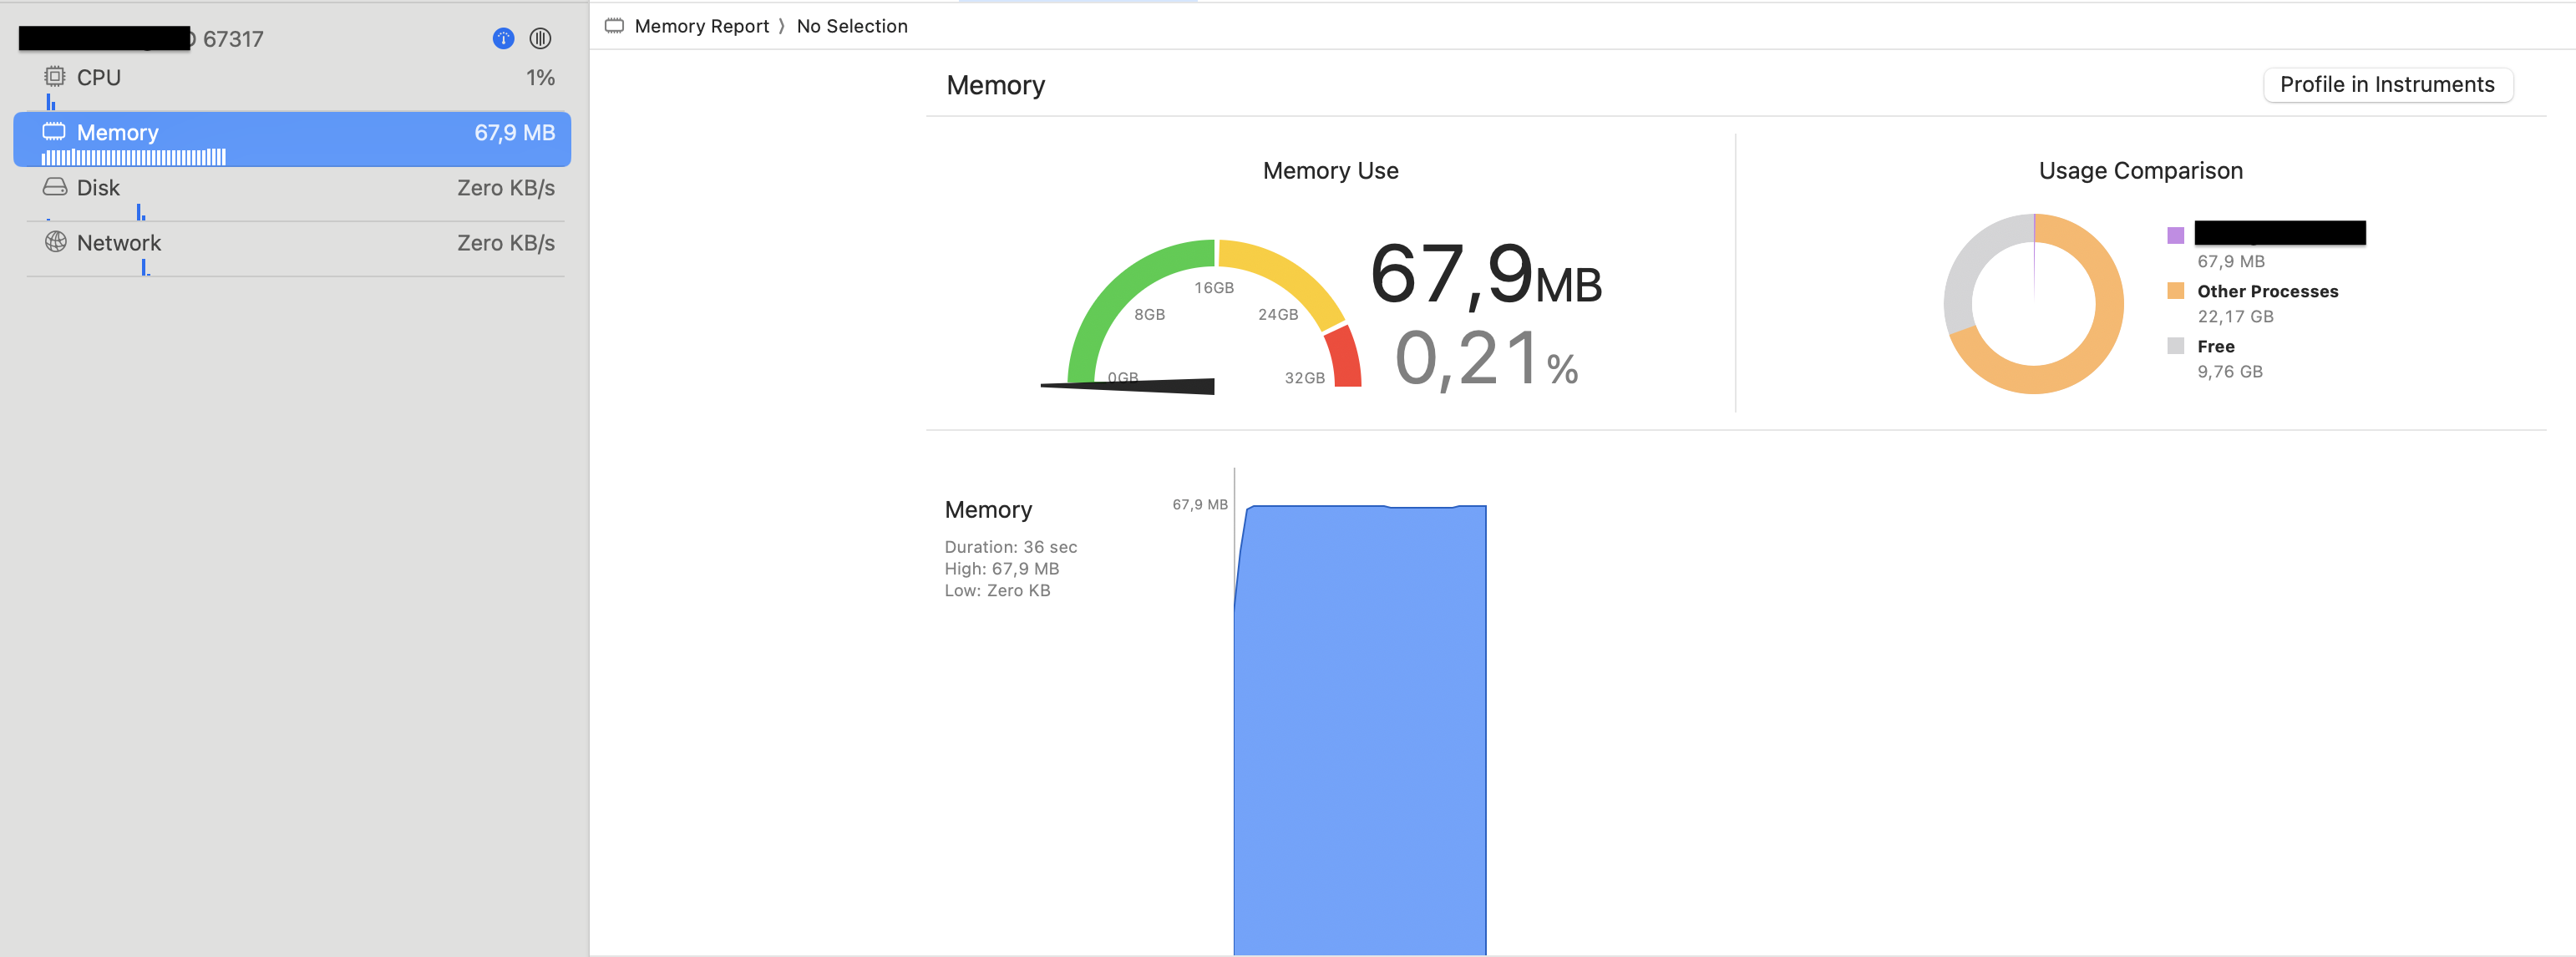 67317
CPU 1%
Memory 67,9 MB
Disk Zero KB/s
Network Zero KB/s
Memory Report 〉 No Selection
Memory
Profile in Instruments
Memory Use
0GB
8GB
16GB
24GB
32GB
67,9 MB
0,21 %
Usage Comparison
67,9 MB
Other Processes
22,17 GB
Free
9,76 GB
Memory
Duration: 36 sec
High: 67,9 MB
Low: Zero KB
67,9 MB